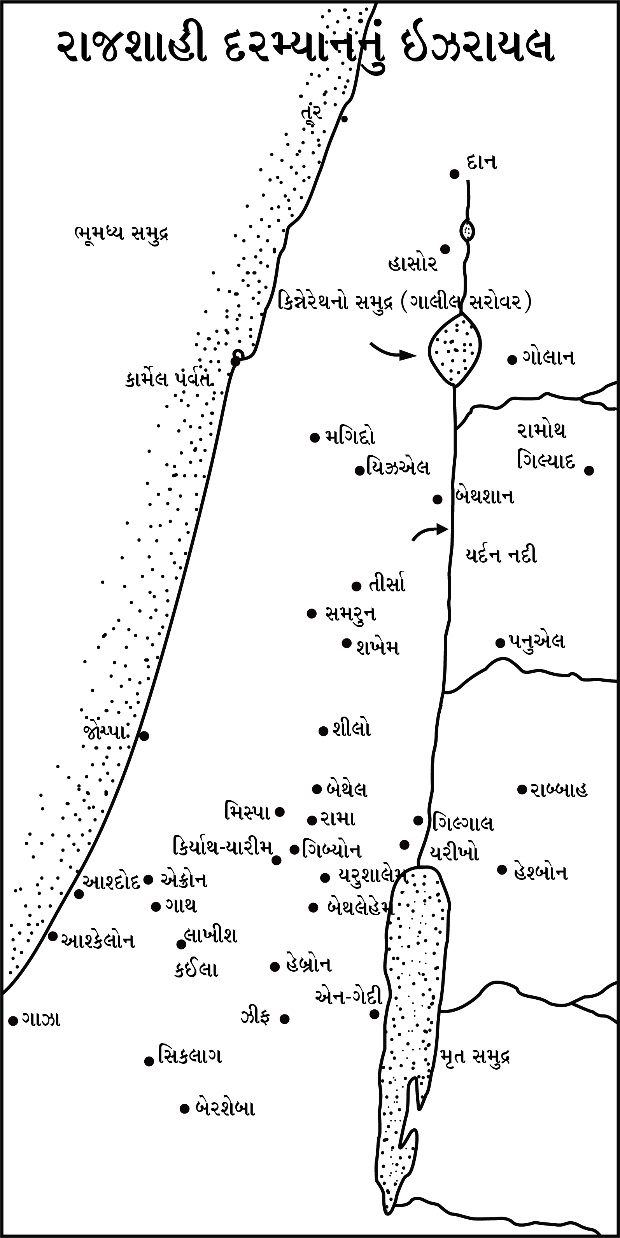 રાજશાહી દરમ્યાનનું ઇઝરાયલ
તૂર
દાન
ભૂમધ્ય સમુદ્ર
હાસોર
કિન્નેરેથનો સમુદ્ર (ગાલીલ સરોવર)
ગોલાન
કાર્મેલ પર્વત
રામોથ
ગિલ્યાદ
મગિદ્દો
યિઝએલ
બેથશાન
યર્દન નદી
તીર્સા
સમરુન
શખેમ
પનુએલ
શીલો
જોપ્પા
બેથેલ
રાબ્બાહ
મિસ્પા
રામા
ગિલ્ગાલ
કિર્યાથ-યારીમ
ગિબ્યોન
યરીખો
હેશ્બોન
યરુશાલેમ
આશ્દોદ
એક્રોન
ગાથ
બેથલેહેમ
આશ્કેલોન
લાખીશ
કઈલા
હેબ્રોન
એન-ગેદી
ગાઝા
ઝીફ
સિકલાગ
મૃત સમુદ્ર
બેરશેબા